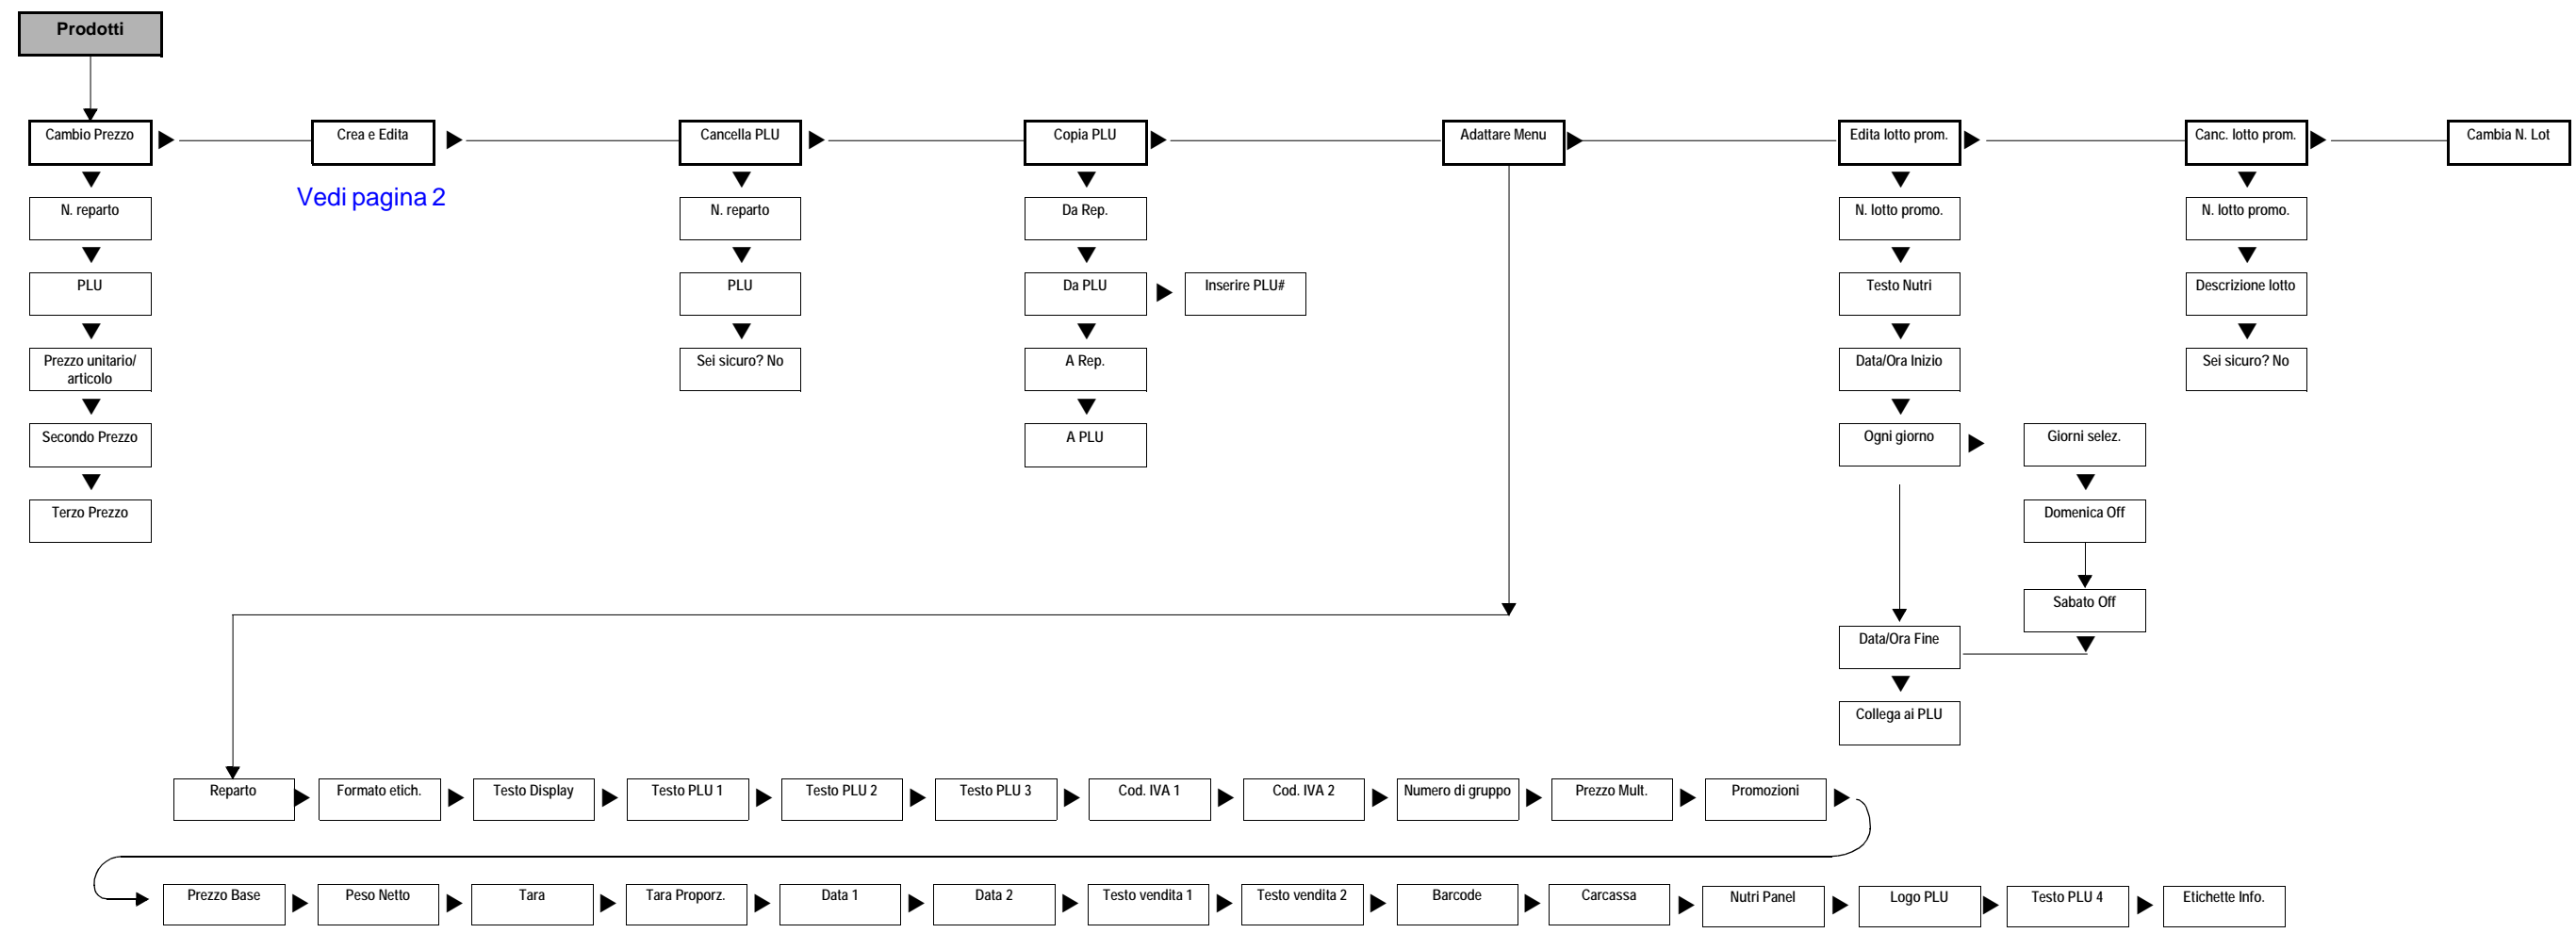 Prodotti
Cambio Prezzo
Crea e Edita
Cancella PLU
Copia PLU
Adattare Menu
Edita lotto prom.
Canc. lotto prom.
Cambia N. Lot
Vedi pagina 2
N. reparto
N. reparto
Da Rep.
N. lotto promo.
N. lotto promo.
PLU
PLU
Da PLU
Inserire PLU#
Testo Nutri
Descrizione lotto
Prezzo unitario/
articolo
Sei sicuro? No
A Rep.
Data/Ora Inizio
Sei sicuro? No
Secondo Prezzo
A PLU
Ogni giorno
Giorni selez.
Terzo Prezzo
Domenica Off
Sabato Off
Data/Ora Fine
Collega ai PLU
Reparto
Formato etich.
Testo Display
Testo PLU 1
Testo PLU 2
Testo PLU 3
Cod. IVA 1
Cod. IVA 2
Numero di gruppo
Prezzo Mult.
Promozioni
Prezzo Base
Peso Netto
Tara
Tara Proporz.
Data 1
Data 2
Testo vendita 1
Testo vendita 2
Barcode
Carcassa
Nutri Panel
Logo PLU
Testo PLU 4
Etichette Info.